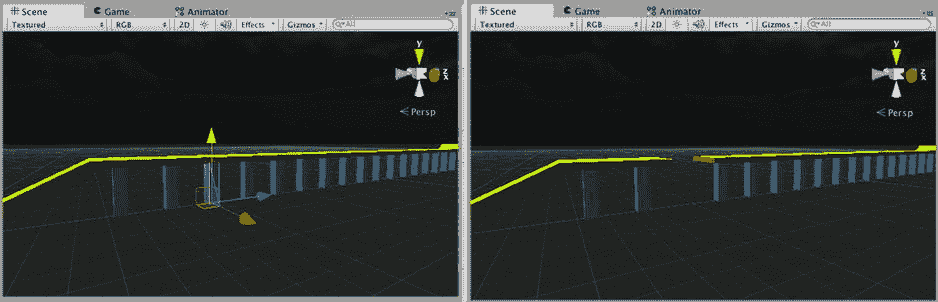 Scene Game Animator
Textured RGB 2D Effects Gizmos All
y
z
x
Persp
Scene Game Animator
Textured RGB 2D Effects Gizmos All
y
z
x
Persp